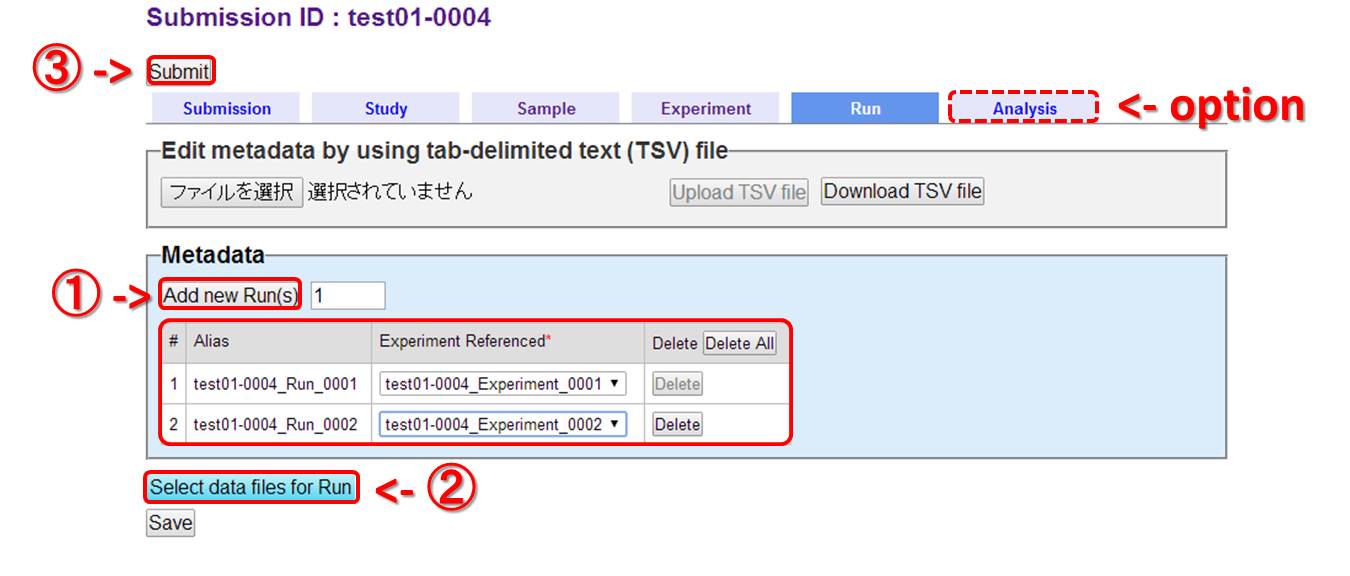 Submission ID : test01-0004
③ -> Submit
Submission Study Sample Experiment Run Analysis <- option
Edit metadata by using tab-delimited text (TSV) file
ファイルを選択 選択されていません Upload TSV file Download TSV file
Metadata
① -> Add new Run(s) 1
# Alias Experiment Referenced* Delete Delete All
1 test01-0004_Run_0001 test01-0004_Experiment_0001 ▼ Delete
2 test01-0004_Run_0002 test01-0004_Experiment_0002 ▼ Delete
Select data files for Run <- ②
Save